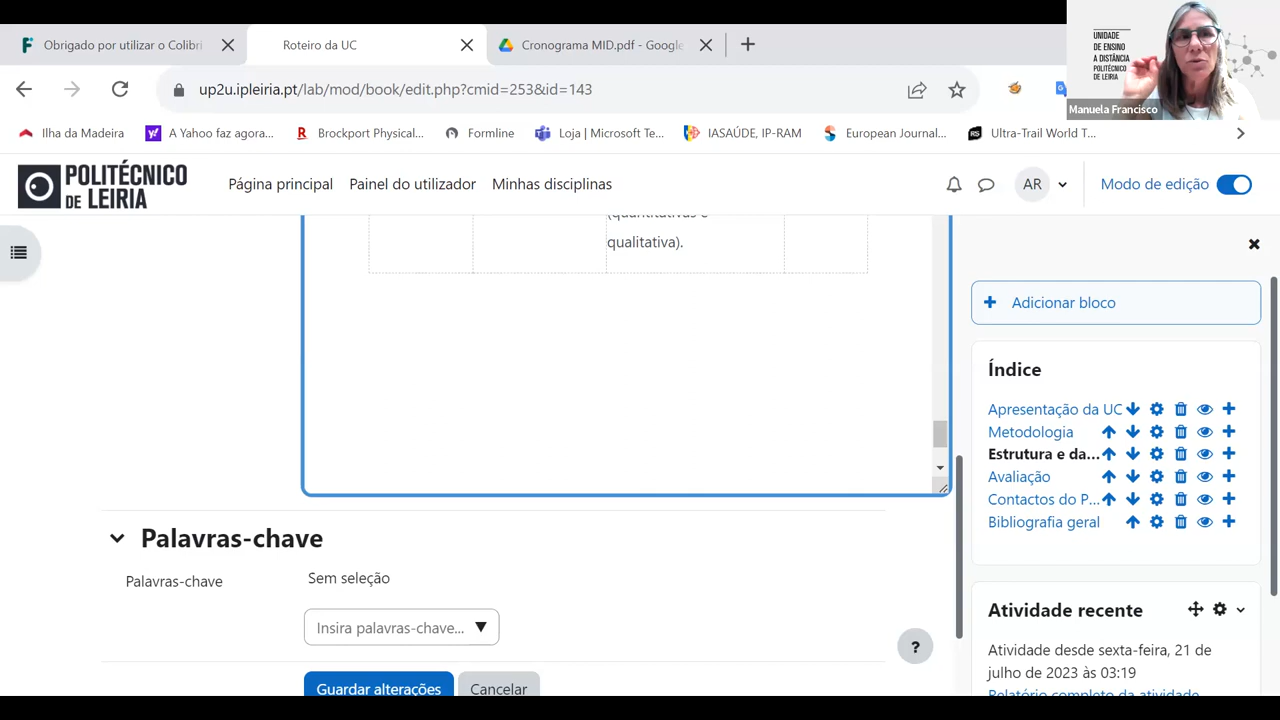 Obrigado por utilizar o Colibri
Roteiro da UC
Cronograma MID.pdf - Google
UNIDADE
DE ENSINO
A DISTÂNCIA
POLITÉCNICO
DE LEIRIA
Manuela Francisco
up2u.ipleiria.pt/lab/mod/book/edit.php?cmid=253&id=143
Ilha da Madeira
A Yahoo faz agora...
Brockport Physical...
Formline
Loja | Microsoft Te...
IASAÚDE, IP-RAM
European Journal...
Ultra-Trail World T...
POLITÉCNICO
DE LEIRIA
Página principal
Painel do utilizador
Minhas disciplinas
AR
Modo de edição
(quantitativas e
qualitativa).
Adicionar bloco
Índice
Apresentação da UC
Metodologia
Estrutura e da...
Avaliação
Contactos do P...
Bibliografia geral
Palavras-chave
Palavras-chave
Sem seleção
Insira palavras-chave...
?
Guardar alterações
Cancelar
Atividade recente
Atividade desde sexta-feira, 21 de
julho de 2023 às 03:19
Relatório completo da atividade